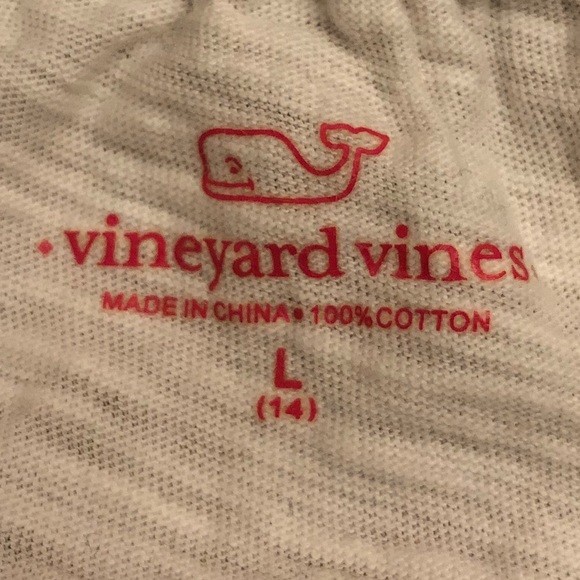 vineyard vines
MADE IN CHINA • 100% COTTON
L
(14)